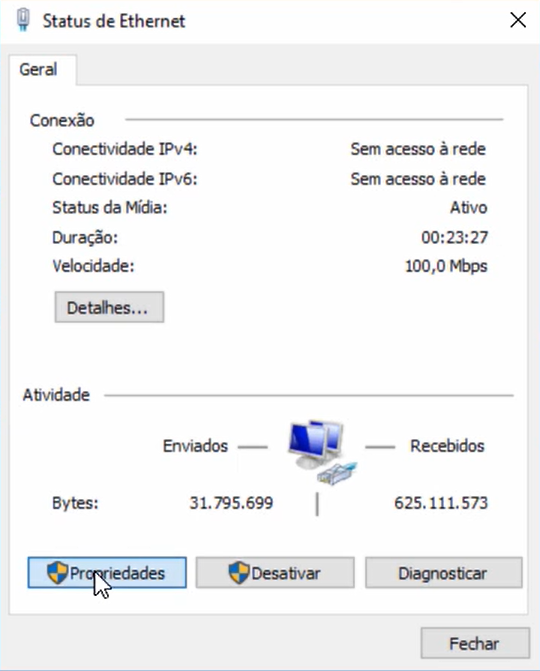 Status de Ethernet
Geral
Conexão
Conectividade IPv4: Sem acesso à rede
Conectividade IPv6: Sem acesso à rede
Status da Mídia: Ativo
Duração: 00:23:27
Velocidade: 100,0 Mbps
Detalhes...
Atividade
Enviados Recebidos
Bytes: 31.795.699 625.111.573
Propriedades Desativar Diagnosticar
Fechar